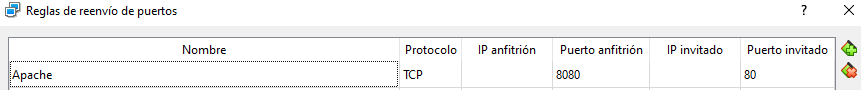 Reglas de reenvío de puertos
Nombre Protocolo IP anfitrión Puerto anfitrión IP invitado Puerto invitado
Apache TCP 8080 80